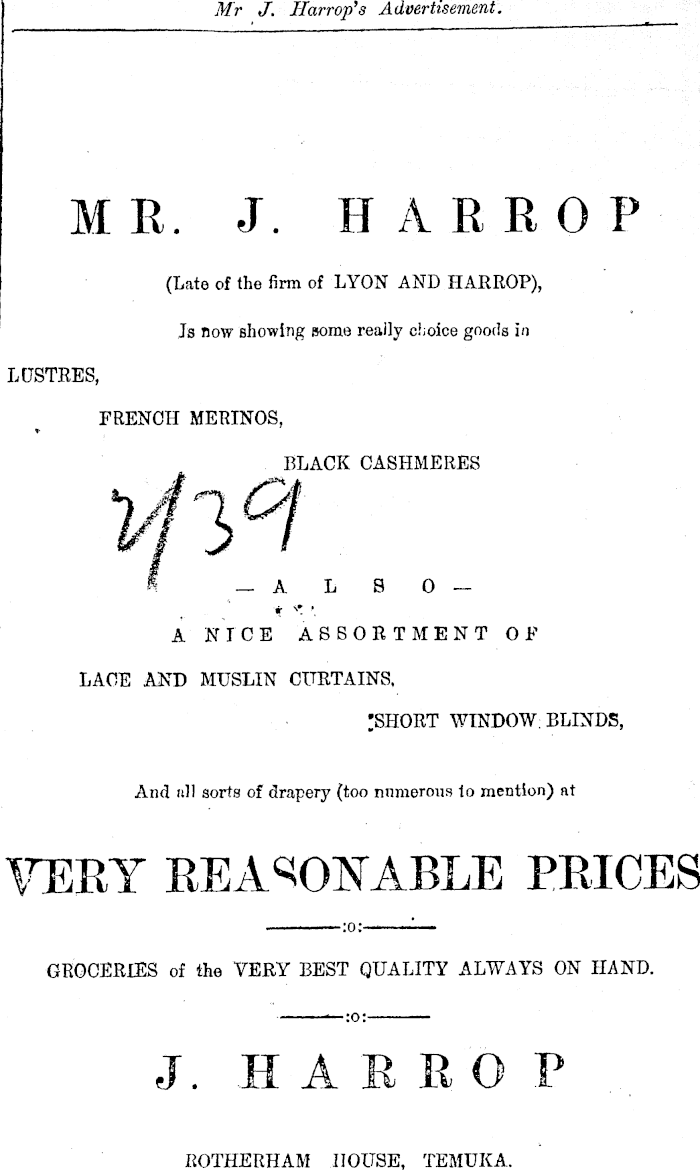 Mr J. Harrop's Advertisement.
MR. J. HARROP
(Late of the firm of LYON AND HARROP),
Is now showing some really choice goods in
LUSTRES,
FRENCH MERINOS,
BLACK CASHMERES
2/39
— ALSO —
A NICE ASSORTMENT OF
LACE AND MUSLIN CURTAINS,
SHORT WINDOW BLINDS,
And all sorts of drapery (too numerous to mention) at
VERY REASONABLE PRICES
———:o:———
GROCERIES of the VERY BEST QUALITY ALWAYS ON HAND.
———:o:———
J. HARROP
ROTHERHAM HOUSE, TEMUKA.